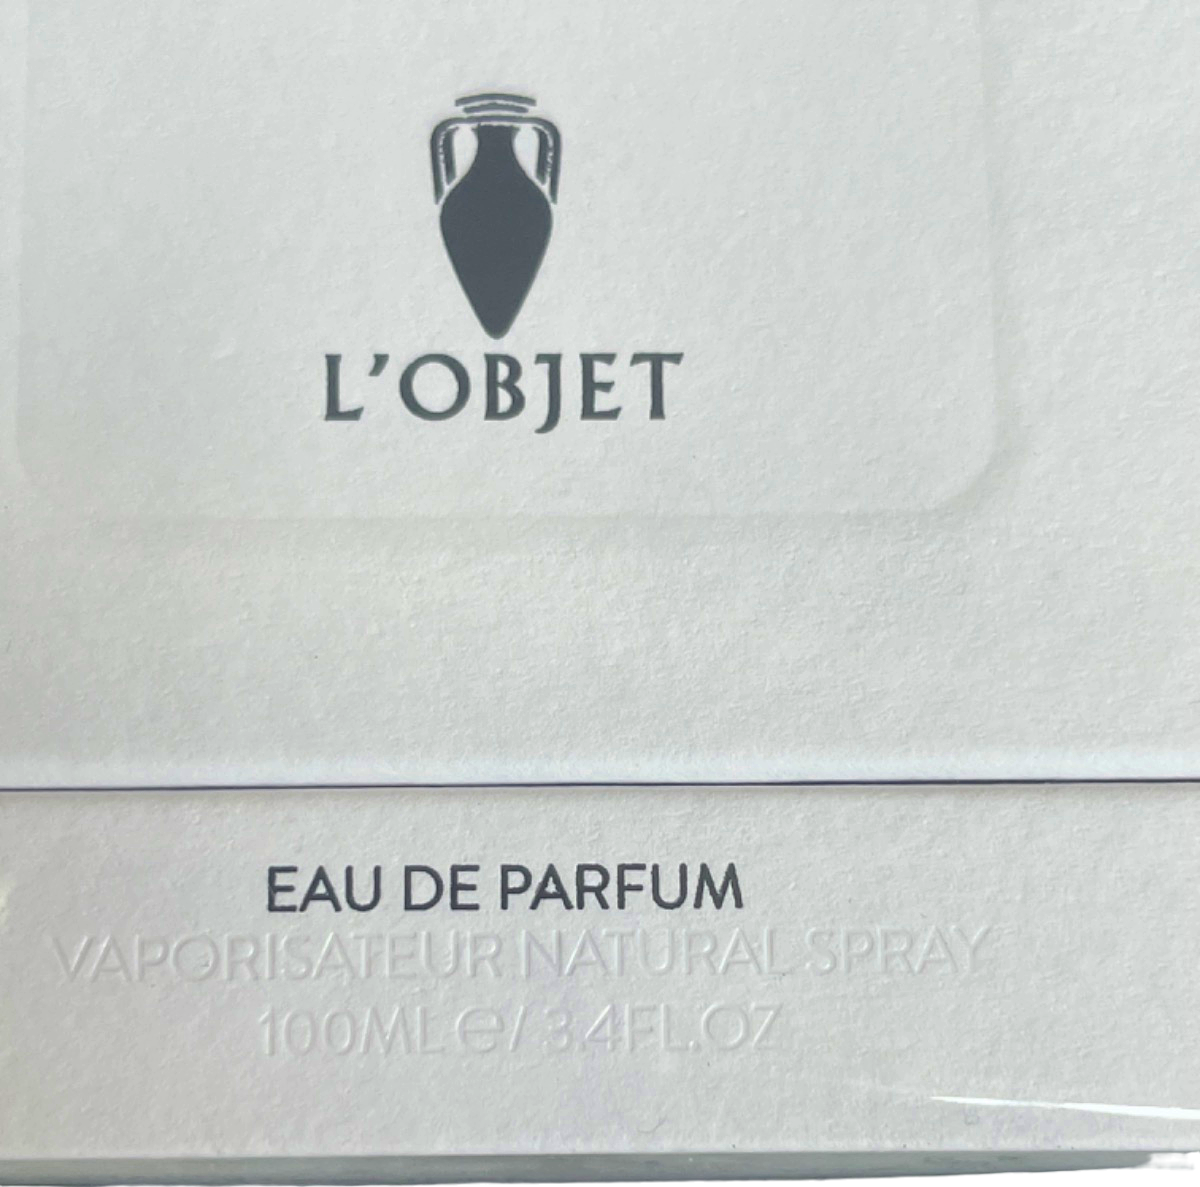 L'OBJET
EAU DE PARFUM
VAPORISATEUR NATURAL SPRAY
100ML e/ 3.4FL.OZ